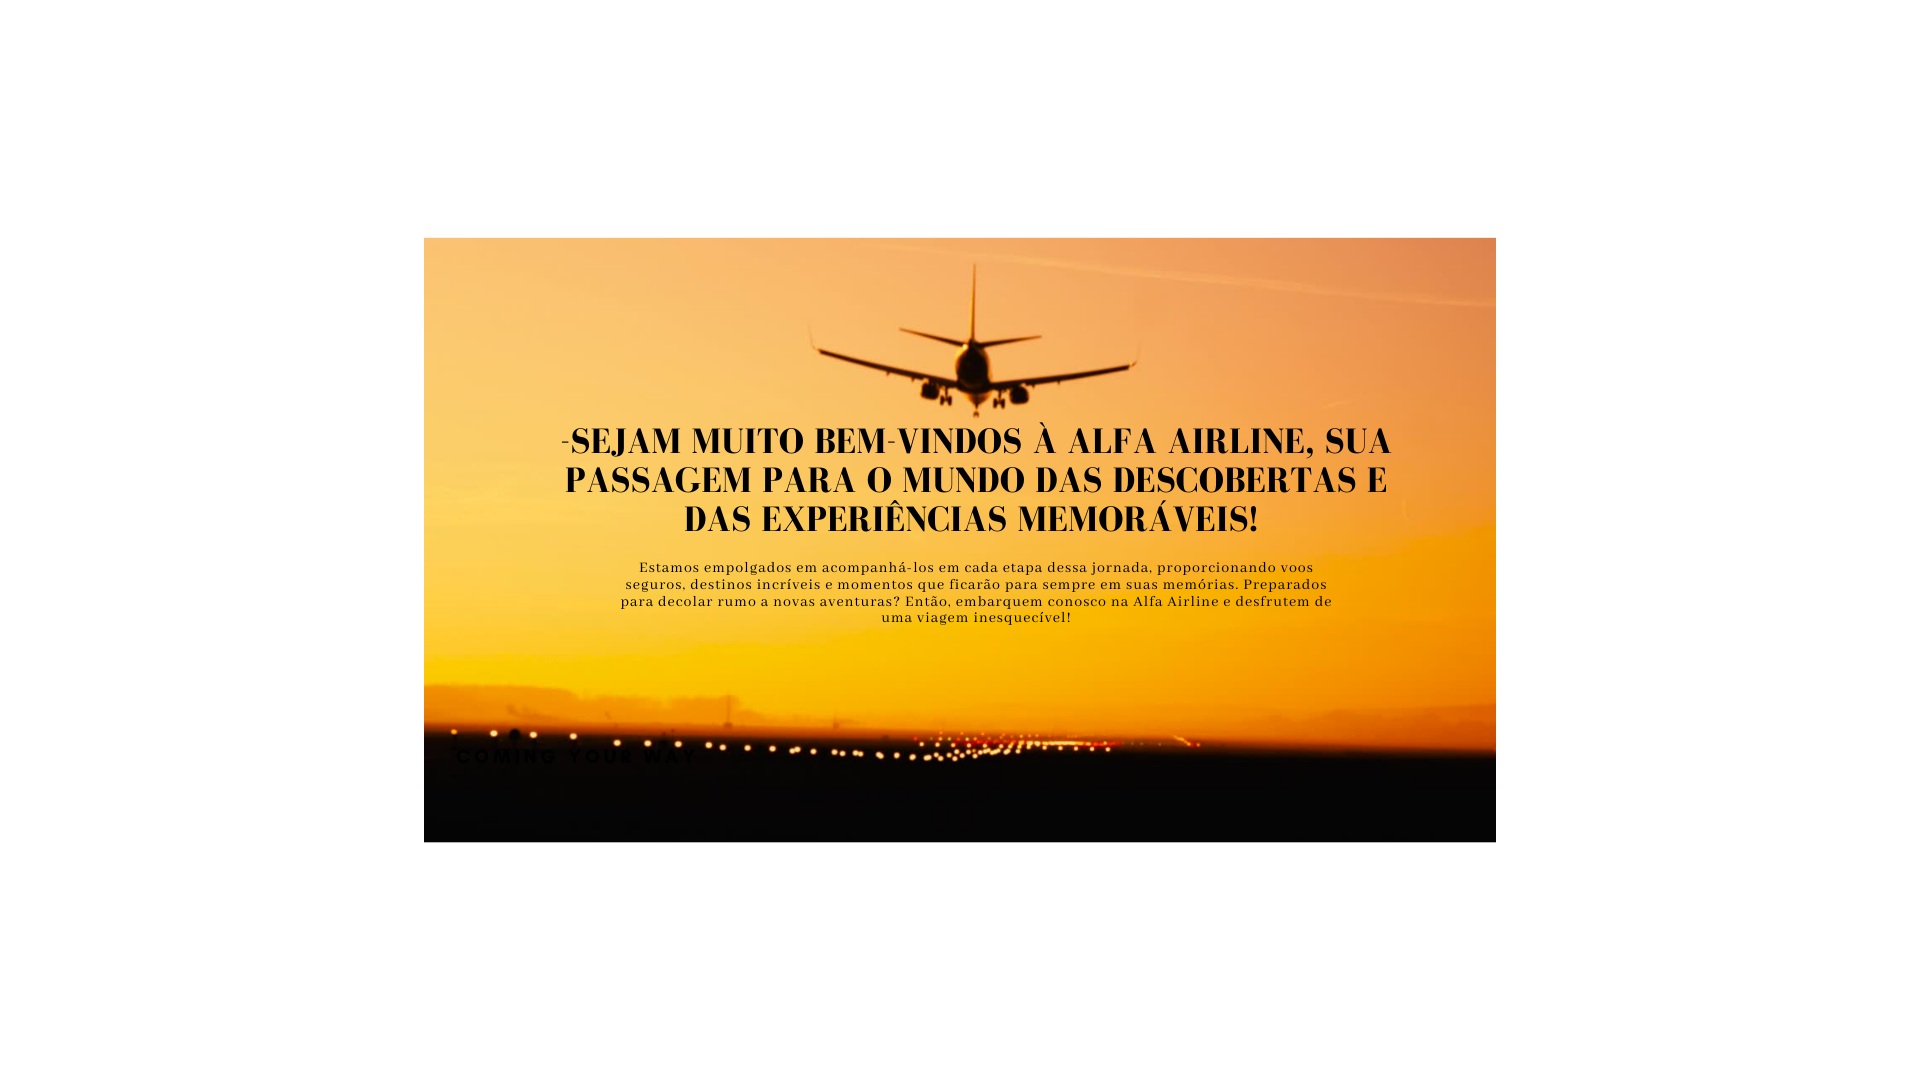 -SEJAM MUITO BEM-VINDOS À ALFA AIRLINE, SUA
PASSAGEM PARA O MUNDO DAS DESCOBERTAS E
DAS EXPERIÊNCIAS MEMORÁVEIS!
Estamos empolgados em acompanhá-los em cada etapa dessa jornada, proporcionando voos
seguros, destinos incríveis e momentos que ficarão para sempre em suas memórias. Preparados
para decolar rumo a novas aventuras? Então, embarquem conosco na Alfa Airline e desfrutem de
uma viagem inesquecível!
COMING YOUR WAY